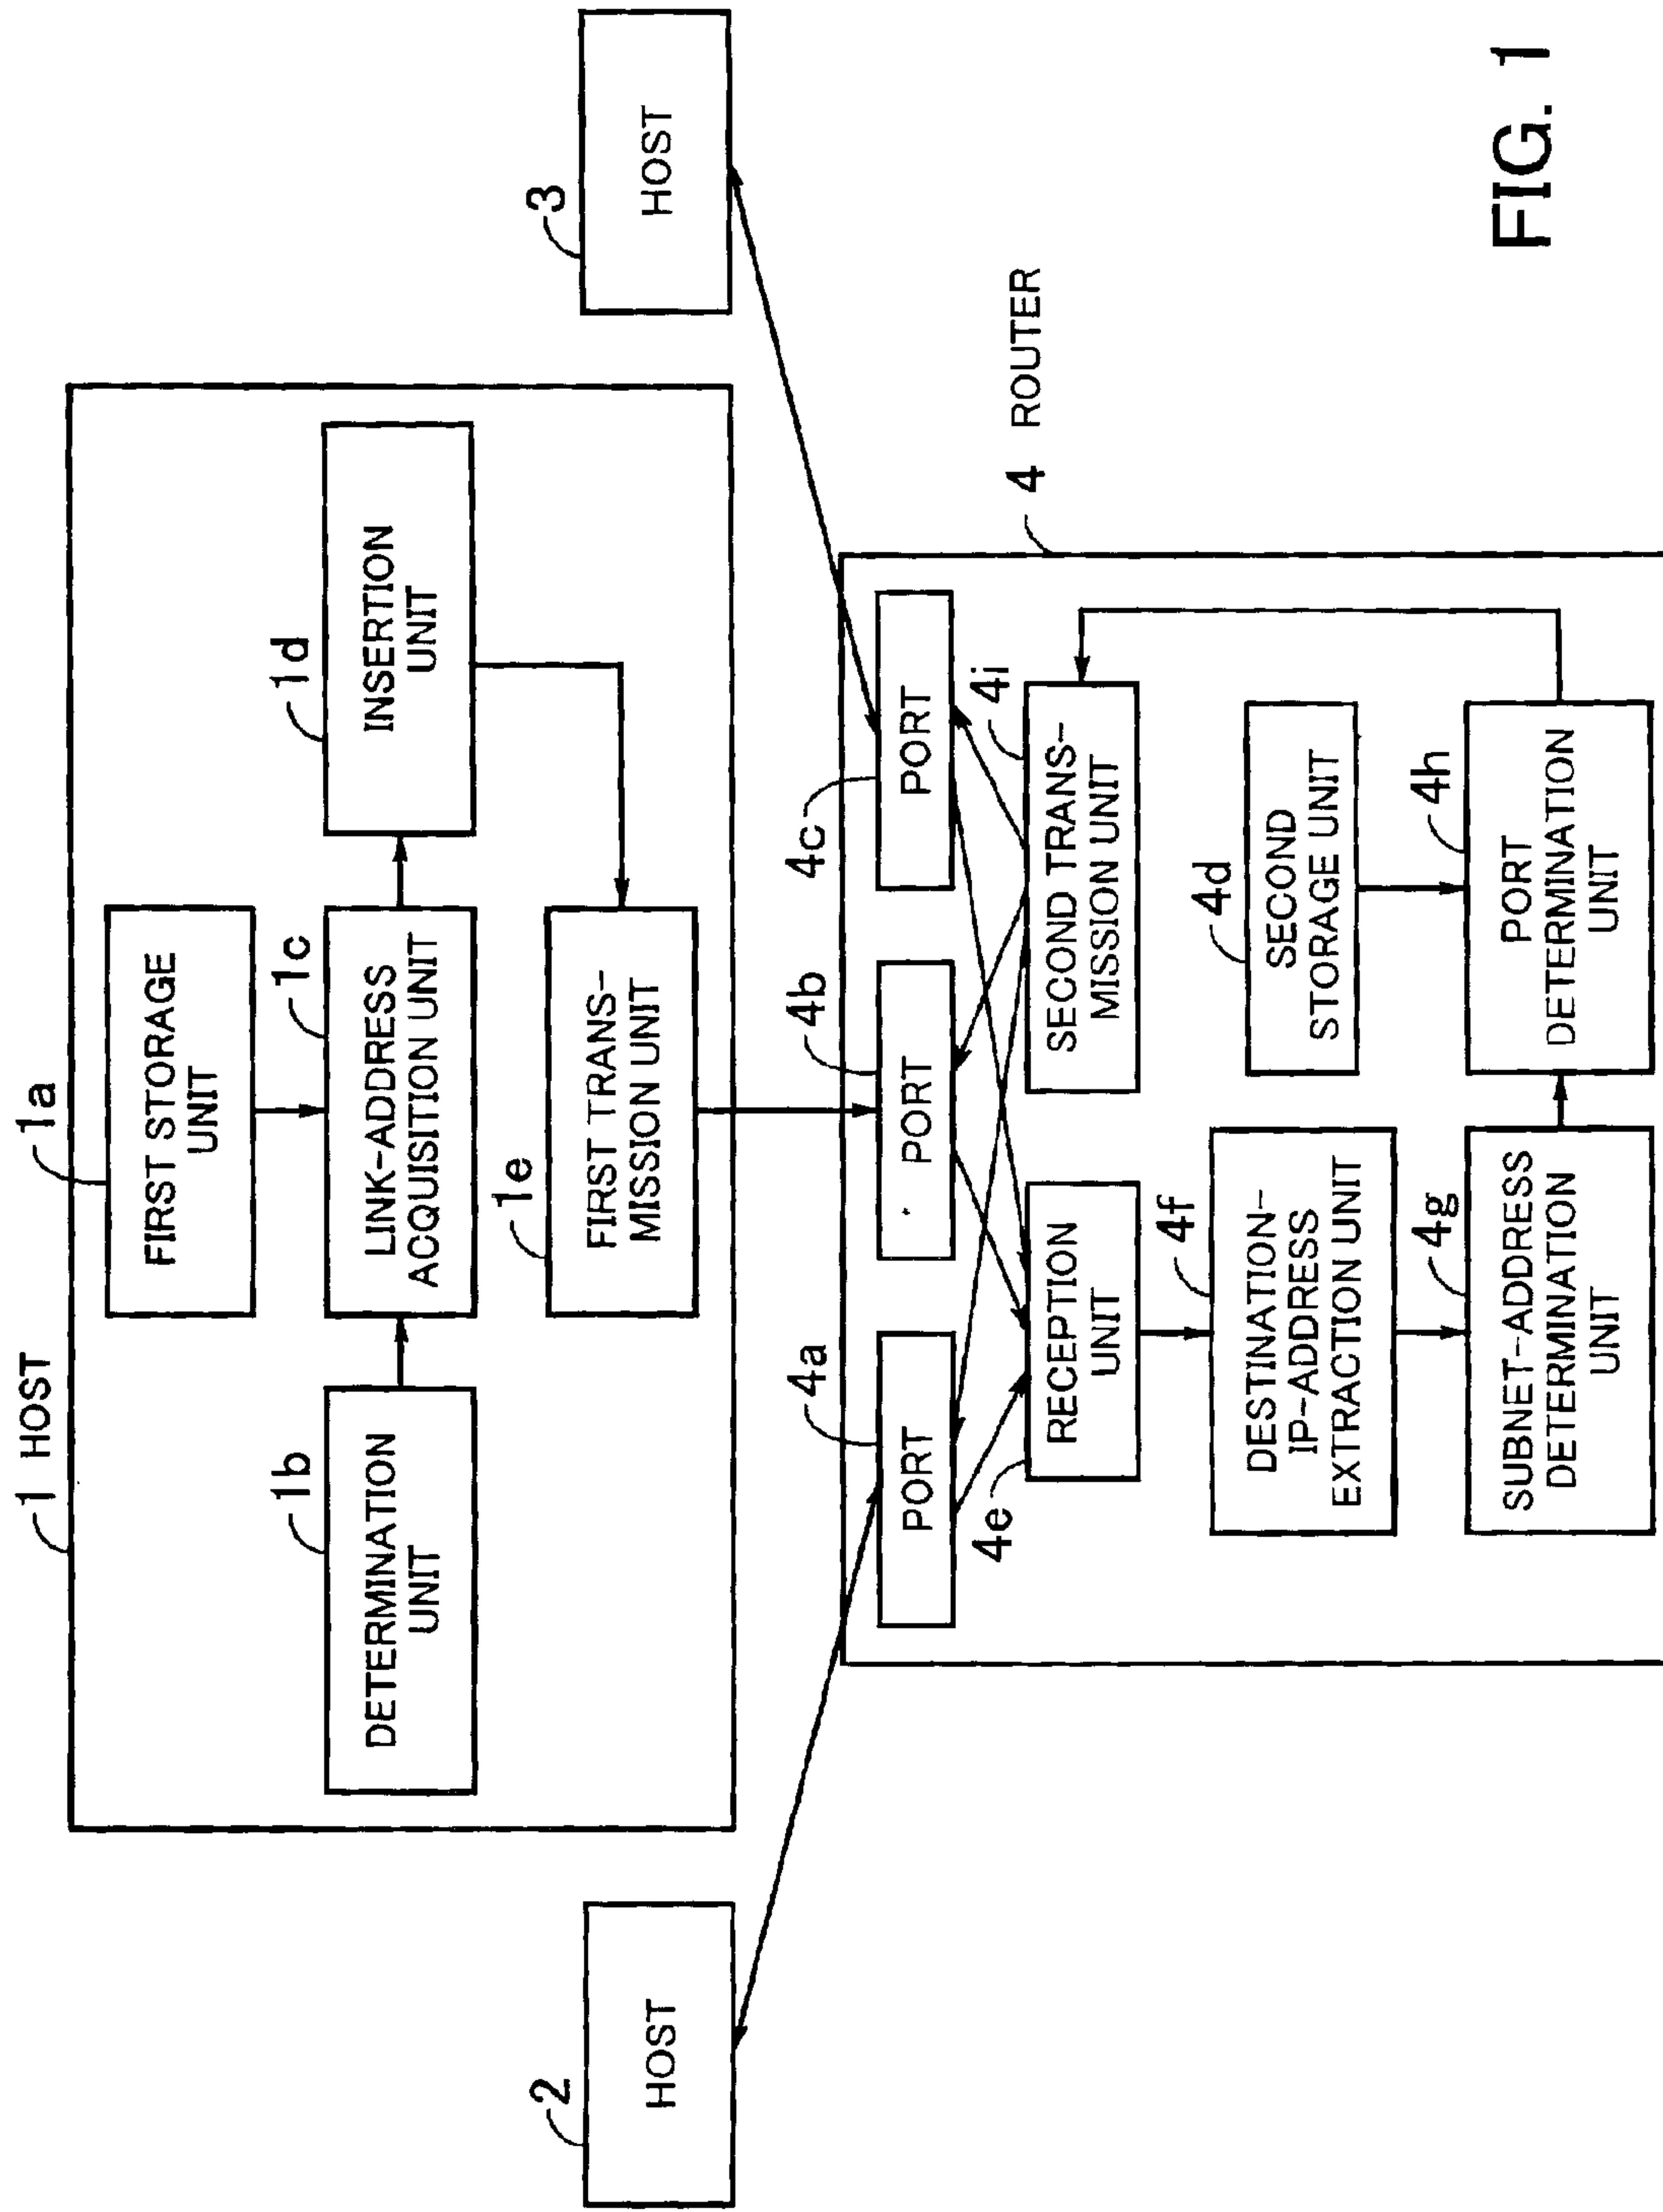 1 HOST
1a
FIRST STORAGE
UNIT
1b
DETERMINATION
UNIT
1c
LINK-ADDRESS
ACQUISITION UNIT
1d
INSERTION
UNIT
1e
FIRST TRANS-
MISSION UNIT
2
HOST
3
HOST
4 ROUTER
4a
PORT
4b
PORT
4c
PORT
4e
RECEPTION
UNIT
4i
SECOND TRANS-
MISSION UNIT
4f
DESTINATION-
IP-ADDRESS
EXTRACTION UNIT
4d
SECOND
STORAGE UNIT
4g
SUBNET-ADDRESS
DETERMINATION
UNIT
4h
PORT
DETERMINATION
UNIT
FIG. 1